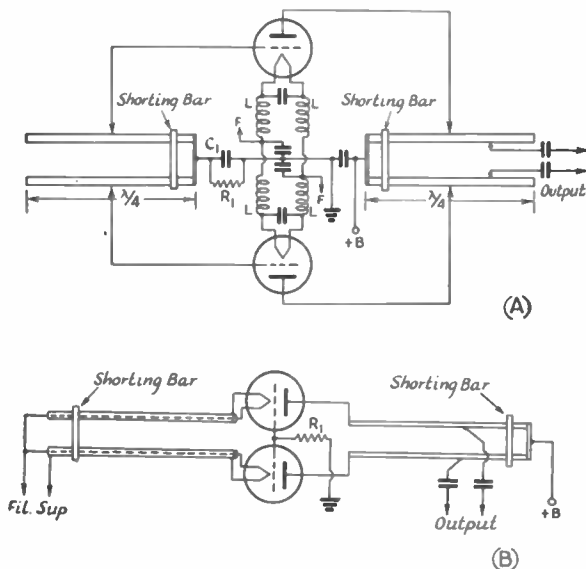 Shorting Bar
Shorting Bar
L
L
F
C1
R1
λ/4
L
L
F
+B
λ/4
Output
(A)
Shorting Bar
Shorting Bar
R1
Fil. Sup
Output
+B
(B)